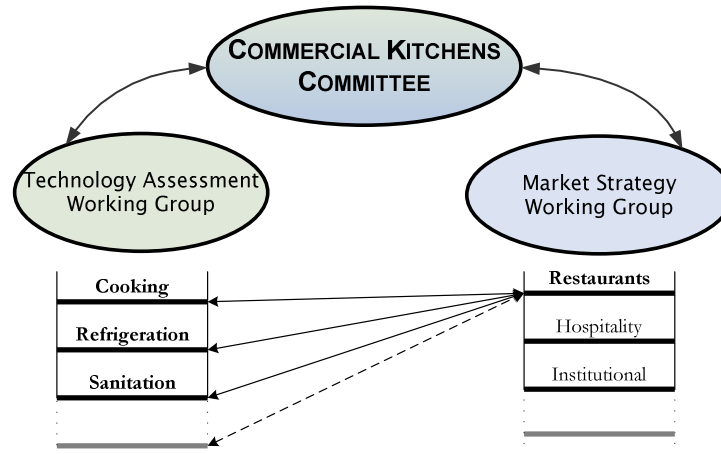 COMMERCIAL KITCHENS
COMMITTEE
Technology Assessment
Working Group
Market Strategy
Working Group
Cooking
Refrigeration
Sanitation
Restaurants
Hospitality
Institutional